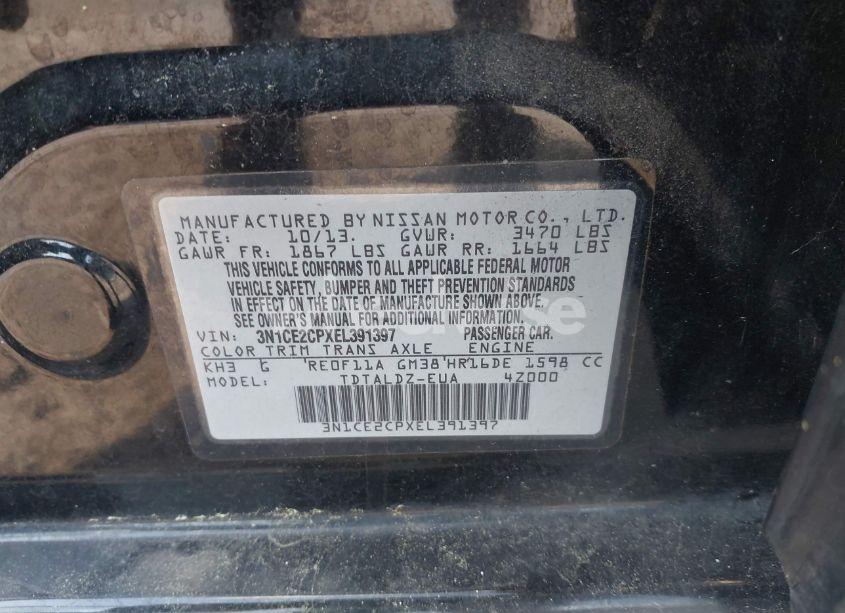 MANUFACTURED BY NISSAN MOTOR CO., LTD.
DATE: 10/13. GVWR: 3470 LBS
GAWR FR: 1867 LBS GAWR RR: 1664 LBS
THIS VEHICLE CONFORMS TO ALL APPLICABLE FEDERAL MOTOR
VEHICLE SAFETY, BUMPER AND THEFT PREVENTION STANDARDS
IN EFFECT ON THE DATE OF MANUFACTURE SHOWN ABOVE.
SEE OWNER'S MANUAL FOR ADDITIONAL INFORMATION.
VIN: 3N1CE2CPXEL391397 PASSENGER CAR.
COLOR TRIM TRANS AXLE ENGINE
KH3 G 'RE0F11A GM38'HR16DE 1598 CC
MODEL: TDTALDZ-EUA 4Z000
3N1CE2CPXEL391397